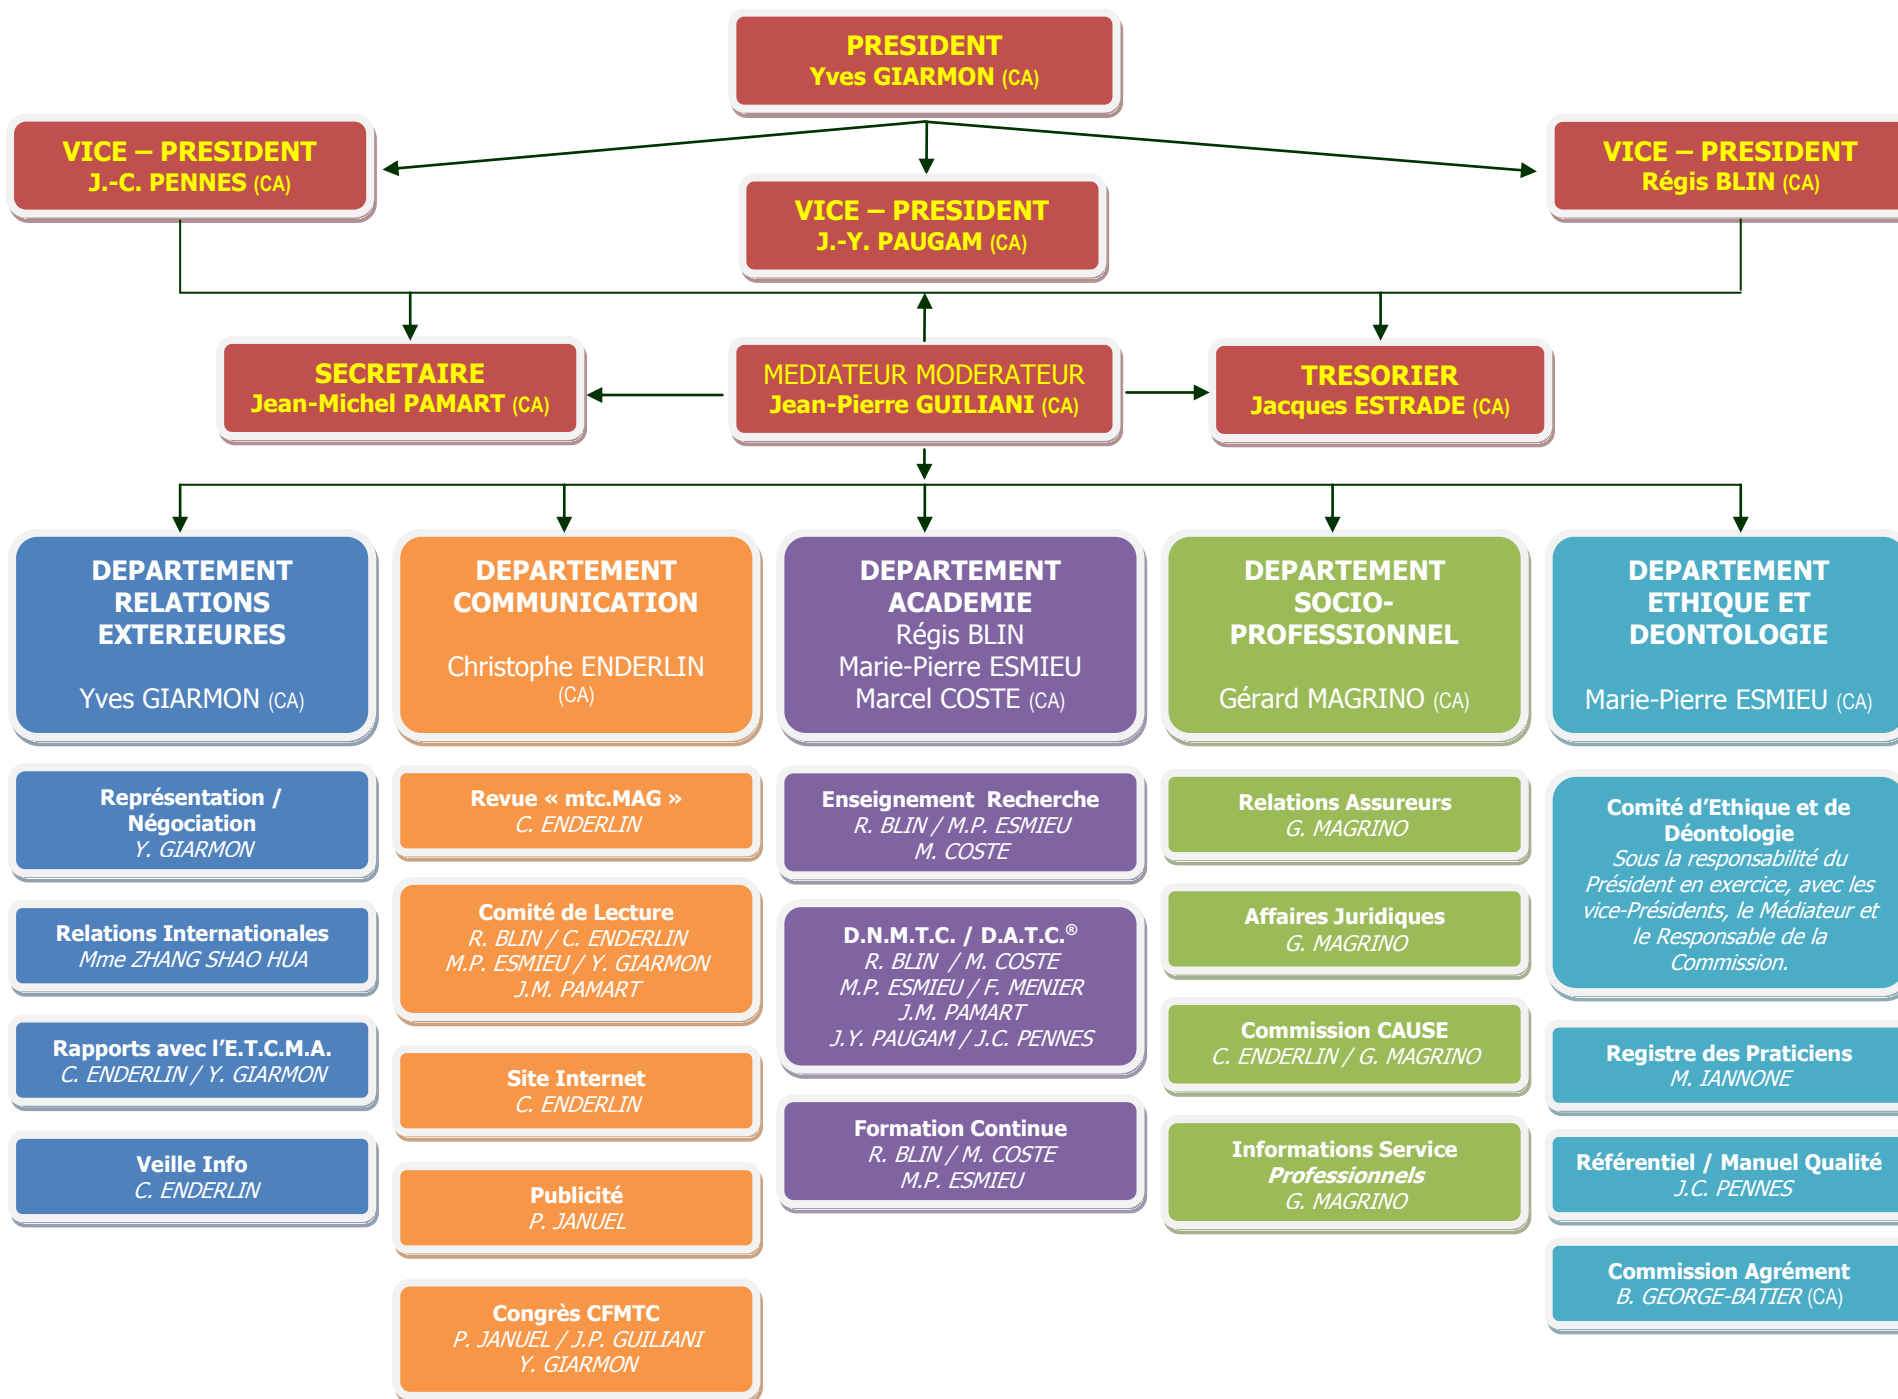 PRESIDENT
Yves GIARMON (CA)
VICE – PRESIDENT
J.-C. PENNES (CA)
VICE – PRESIDENT
J.-Y. PAUGAM (CA)
VICE – PRESIDENT
Régis BLIN (CA)
SECRETAIRE
Jean-Michel PAMART (CA)
MEDIATEUR MODERATEUR
Jean-Pierre GUILIANI (CA)
TRESORIER
Jacques ESTRADE (CA)
DEPARTEMENT
RELATIONS
EXTERIEURES
Yves GIARMON (CA)
Représentation /
Négociation
Y. GIARMON
Relations Internationales
Mme ZHANG SHAO HUA
Rapports avec l'E.T.C.M.A.
C. ENDERLIN / Y. GIARMON
Veille Info
C. ENDERLIN
DEPARTEMENT
COMMUNICATION
Christophe ENDERLIN
(CA)
Revue « mtc.MAG »
C. ENDERLIN
Comité de Lecture
R. BLIN / C. ENDERLIN
M.P. ESMIEU / Y. GIARMON
J.M. PAMART
Site Internet
C. ENDERLIN
Publicité
P. JANUEL
Congrès CFMTC
P. JANUEL / J.P. GUILIANI
Y. GIARMON
DEPARTEMENT
ACADEMIE
Régis BLIN
Marie-Pierre ESMIEU
Marcel COSTE (CA)
Enseignement Recherche
R. BLIN / M.P. ESMIEU
M. COSTE
D.N.M.T.C. / D.A.T.C.®
R. BLIN / M. COSTE
M.P. ESMIEU / F. MENIER
J.M. PAMART
J.Y. PAUGAM / J.C. PENNES
Formation Continue
R. BLIN / M. COSTE
M.P. ESMIEU
DEPARTEMENT
SOCIO-
PROFESSIONNEL
Gérard MAGRINO (CA)
Relations Assureurs
G. MAGRINO
Affaires Juridiques
G. MAGRINO
Commission CAUSE
C. ENDERLIN / G. MAGRINO
Informations Service
Professionnels
G. MAGRINO
DEPARTEMENT
ETHIQUE ET
DEONTOLOGIE
Marie-Pierre ESMIEU (CA)
Comité d'Ethique et de
Déontologie
Sous la responsabilité du
Président en exercice, avec les
vice-Présidents, le Médiateur et
le Responsable de la
Commission.
Registre des Praticiens
M. IANNONE
Référentiel / Manuel Qualité
J.C. PENNES
Commission Agrément
B. GEORGE-BATIER (CA)